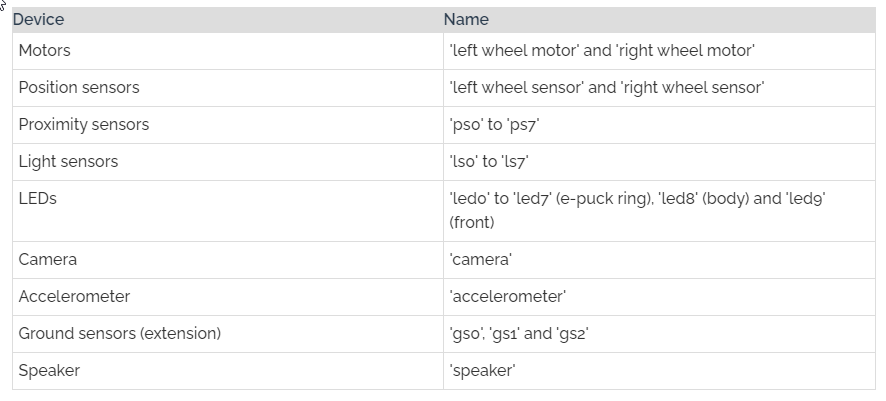 Device Name
Motors 'left wheel motor' and 'right wheel motor'
Position sensors 'left wheel sensor' and 'right wheel sensor'
Proximity sensors 'ps0' to 'ps7'
Light sensors 'ls0' to 'ls7'
LEDs 'led0' to 'led7' (e-puck ring), 'led8' (body) and 'led9'
(front)
Camera 'camera'
Accelerometer 'accelerometer'
Ground sensors (extension) 'gs0', 'gs1' and 'gs2'
Speaker 'speaker'